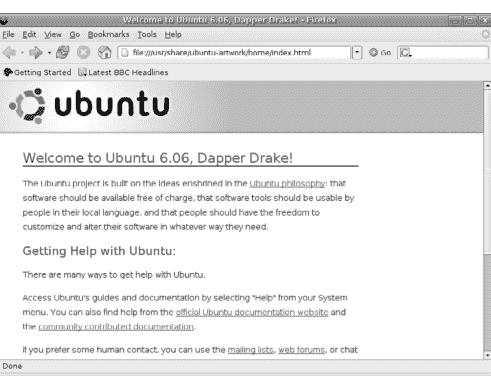 Welcome to Ubuntu 6.06, Dapper Drake! - Firefox
File Edit View Go Bookmarks Tools Help
file:///usr/share/ubuntu-artwork/home/index.html Go G
Getting Started Latest BBC Headlines
ubuntu
Welcome to Ubuntu 6.06, Dapper Drake!
The Ubuntu project is built on the ideas enshrined in the Ubuntu philosophy: that
software should be available free of charge, that software tools should be usable by
people in their local language, and that people should have the freedom to
customize and alter their software in whatever way they need.
Getting Help with Ubuntu:
There are many ways to get help with Ubuntu.
Access Ubuntu's guides and documentation by selecting "Help" from your System
menu. You can also find help from the official Ubuntu documentation website and
the community contributed documentation.
If you prefer some human contact, you can use the mailing lists, web forums, or chat
Done